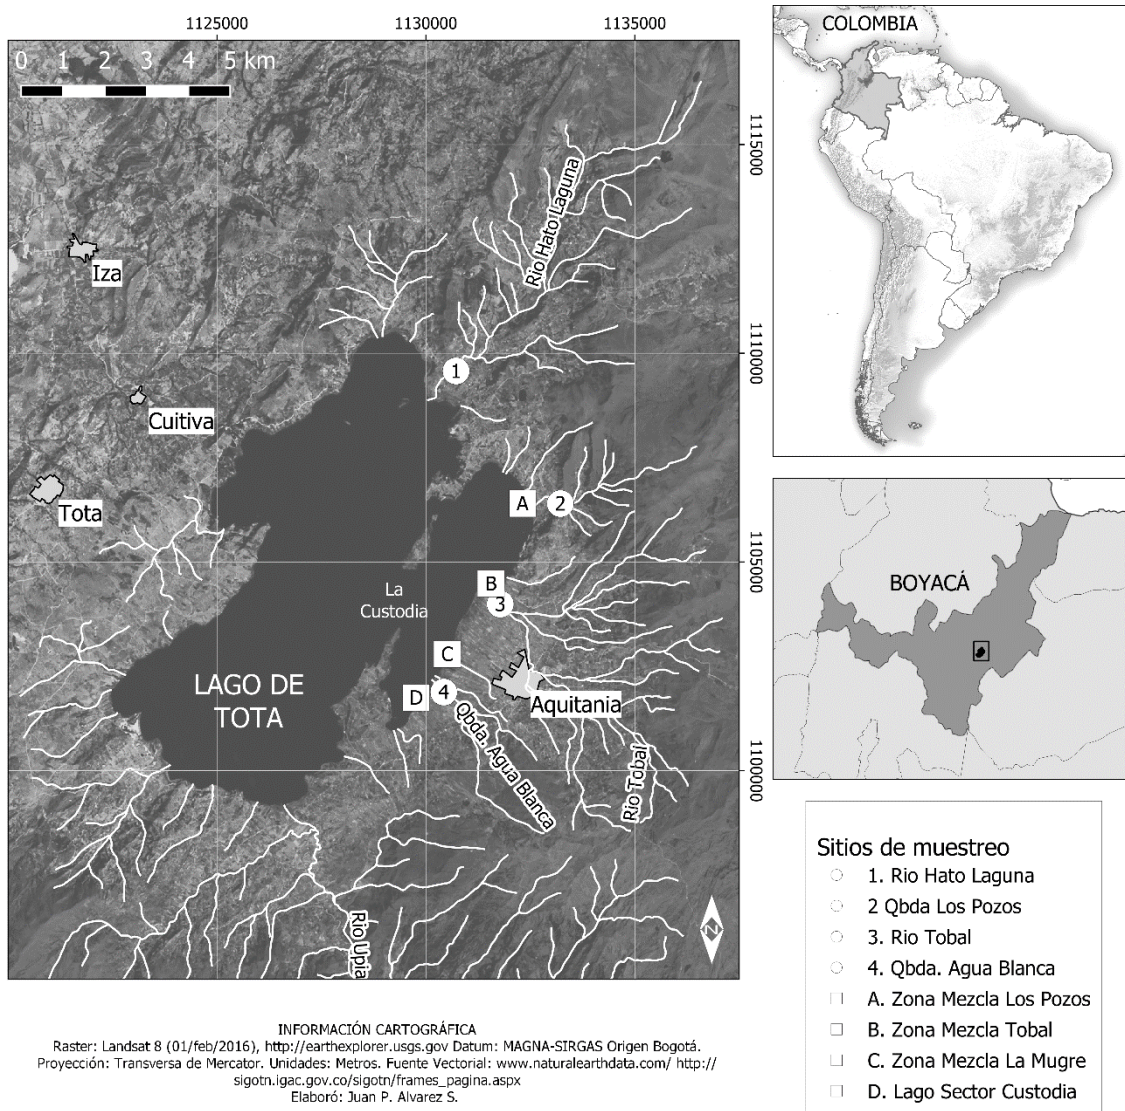 1125000
1130000
1135000
0 1 2 3 4 5 km
1115000
1110000
1105000
1100000
Rio Hato Laguna
Iza
Cuitiva
Tota
1
A
2
B
3
La
Custodia
C
D
4
Aquitania
LAGO DE
TOTA
Qbda. Agua Blanca
Rio Tobal
Rio Upia
N
COLOMBIA
BOYACÁ
Sitios de muestreo
1. Rio Hato Laguna
2 Qbda Los Pozos
3. Rio Tobal
4. Qbda. Agua Blanca
A. Zona Mezcla Los Pozos
B. Zona Mezcla Tobal
C. Zona Mezcla La Mugre
D. Lago Sector Custodia
INFORMACIÓN CARTOGRÁFICA
Raster: Landsat 8 (01/feb/2016), http://earthexplorer.usgs.gov Datum: MAGNA-SIRGAS Origen Bogotá.
Proyección: Transversa de Mercator. Unidades: Metros. Fuente Vectorial: www.naturalearthdata.com/ http://
sigotn.igac.gov.co/sigotn/frames_pagina.aspx
Elaboró: Juan P. Alvarez S.